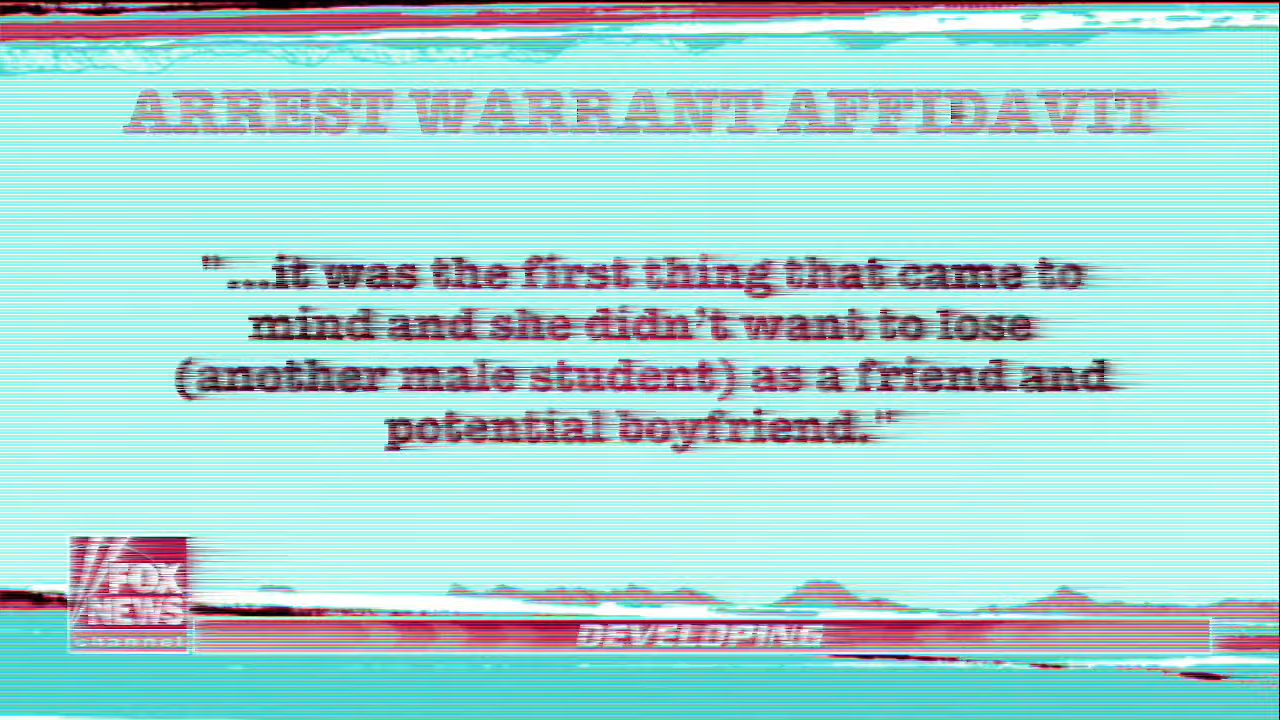 ARREST WARRANT AFFIDAVIT
"...it was the first thing that came to
mind and she didn't want to lose
(another male student) as a friend and
potential boyfriend."
FOX
NEWS
channel
DEVELOPING